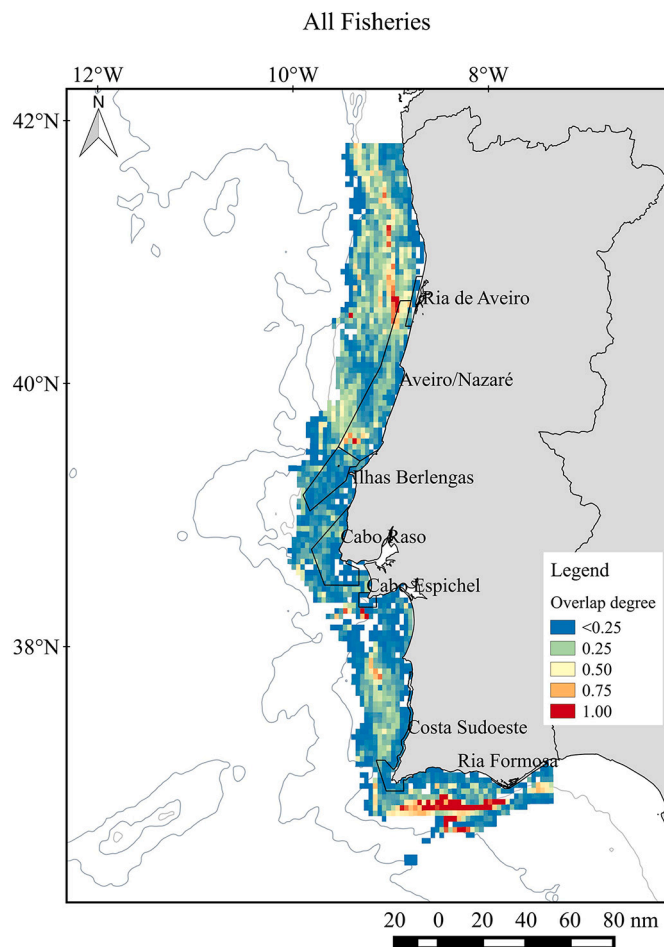 All Fisheries
12°W 10°W 8°W
N
42°N
Ria de Aveiro
40°N
Aveiro/Nazaré
Ilhas Berlengas
Cabo Raso
Legend
Cabo Espichel
Overlap degree
<0.25
38°N
0.25
0.50
0.75
1.00
Costa Sudoeste
Ria Formosa
20 0 20 40 60 80 nm